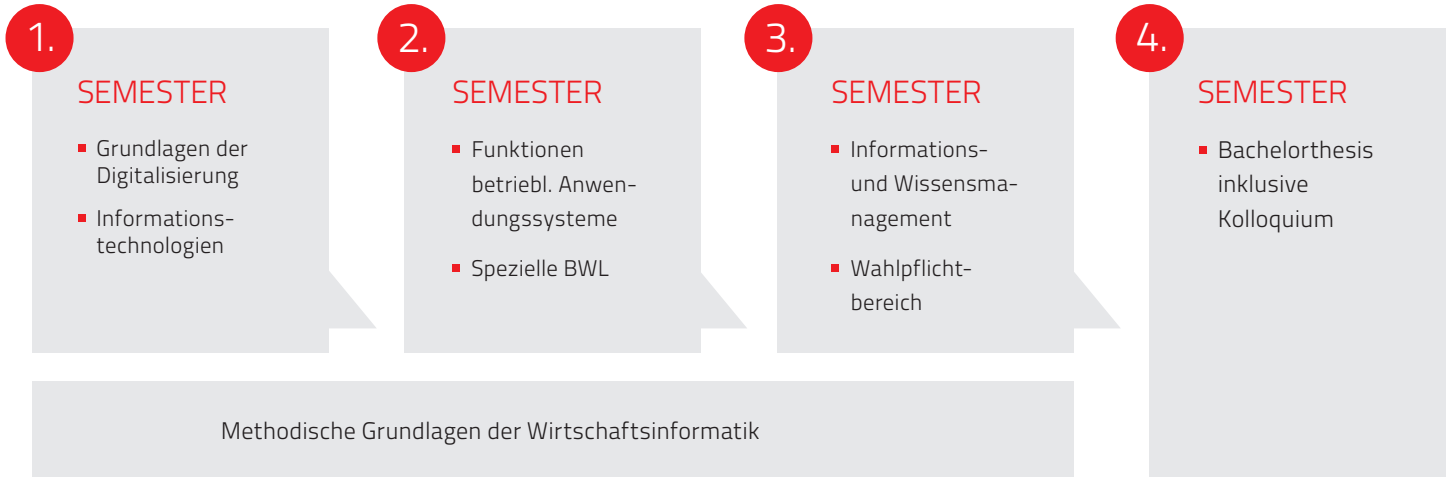 1.
SEMESTER
Grundlagen der
Digitalisierung
Informations-
technologien
2.
SEMESTER
Funktionen
betriebl. Anwen-
dungssysteme
Spezielle BWL
3.
SEMESTER
Informations-
und Wissensma-
nagement
Wahlpflicht-
bereich
4.
SEMESTER
Bachelorthesis
inklusive
Kolloquium
Methodische Grundlagen der Wirtschaftsinformatik